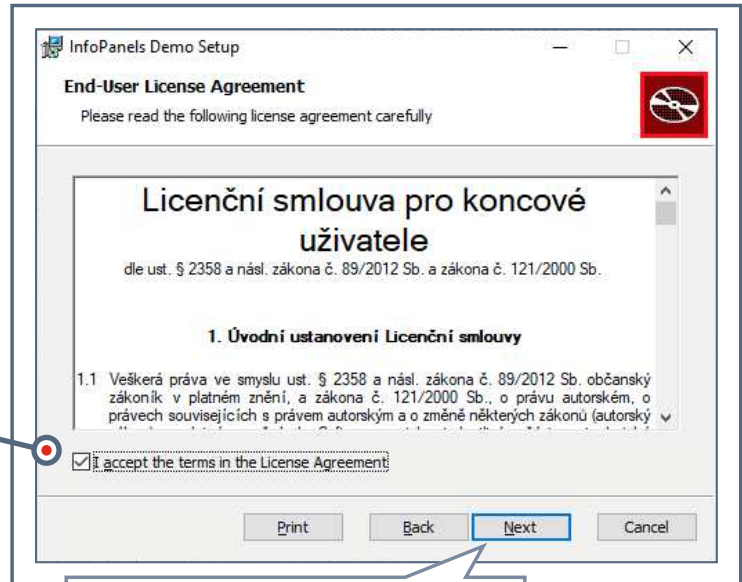 InfoPanels Demo Setup
End-User License Agreement
Please read the following license agreement carefully
Licenční smlouva pro koncové
uživatele
dle ust. § 2358 a násl. zákona č. 89/2012 Sb. a zákona č. 121/2000 Sb.
1. Úvodní ustanovení Licenční smlouvy
1.1 Veškerá práva ve smyslu ust. § 2358 a násl. zákona č. 89/2012 Sb. občanský
zákoník v platném znění, a zákona č. 121/2000 Sb., o právu autorském, o
právech souvisejících s právem autorským a o změně některých zákonů (autorský
I accept the terms in the License Agreement
Print Back Next Cancel